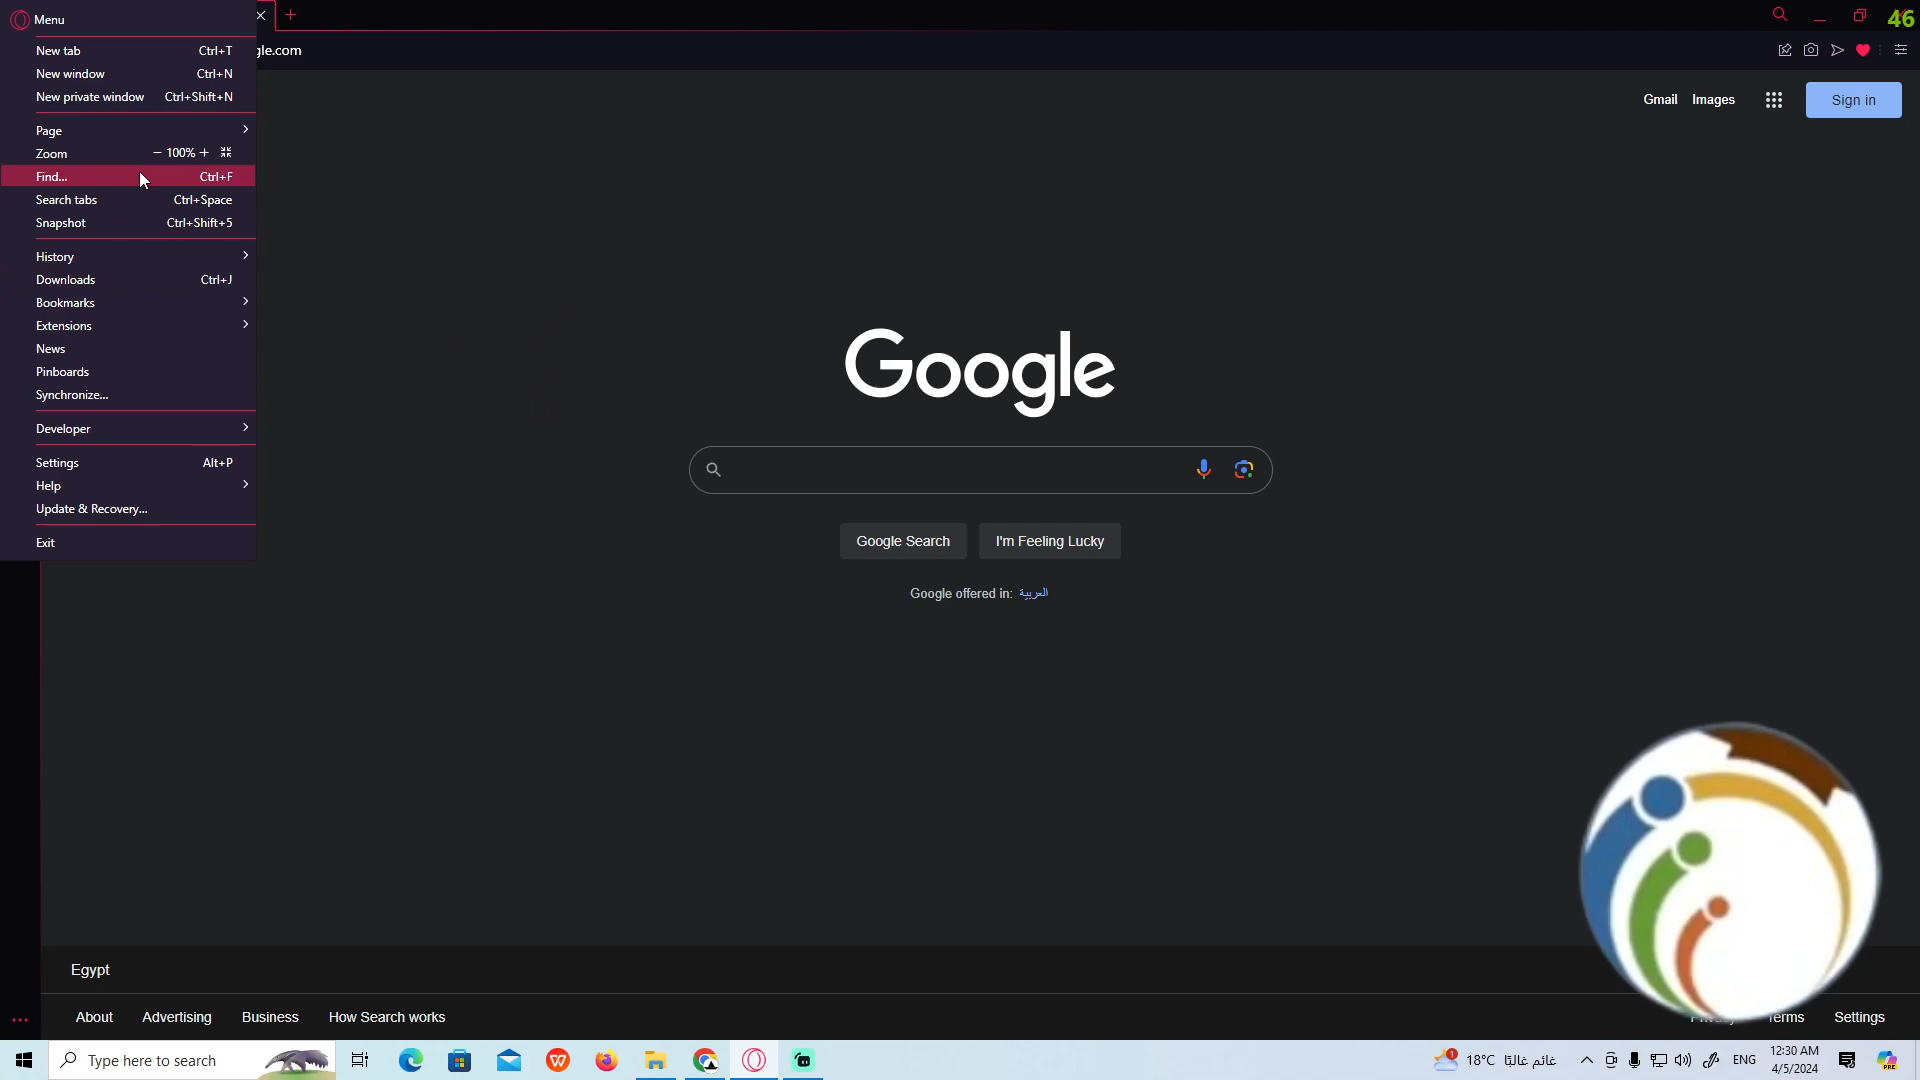 Menu
46
New tab Ctrl+T
gle.com
New window Ctrl+N
New private window Ctrl+Shift+N
Gmail Images Sign in
Page
Zoom − 100% +
Find... Ctrl+F
Search tabs Ctrl+Space
Snapshot Ctrl+Shift+5
History
Downloads Ctrl+J
Bookmarks
Extensions
News
Pinboards
Synchronize...
Developer
Settings Alt+P
Help
Update & Recovery...
Exit
Google
Google Search I'm Feeling Lucky
Google offered in: العربية
Egypt
About Advertising Business How Search works Privacy Terms Settings
Type here to search
1 18°C غائم غالبًا ENG 12:30 AM
4/5/2024
PRE